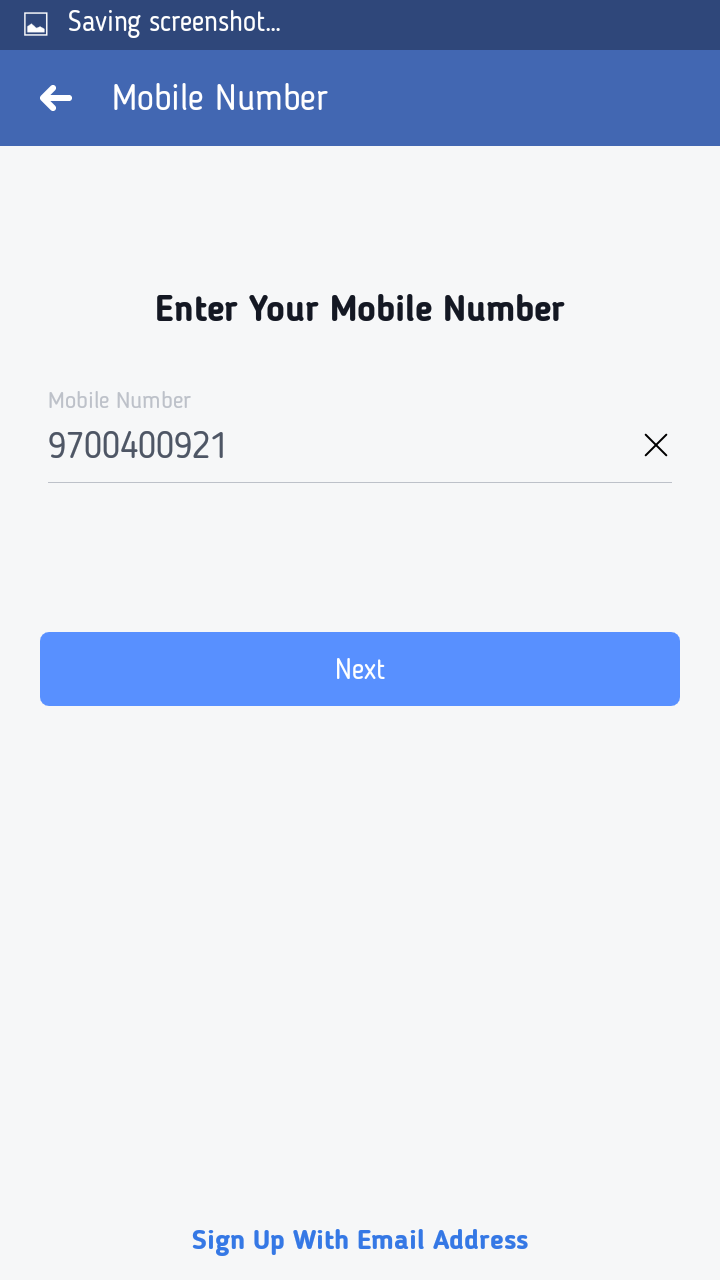 Saving screenshot...
Mobile Number
Enter Your Mobile Number
Mobile Number
9700400921
Next
Sign Up With Email Address